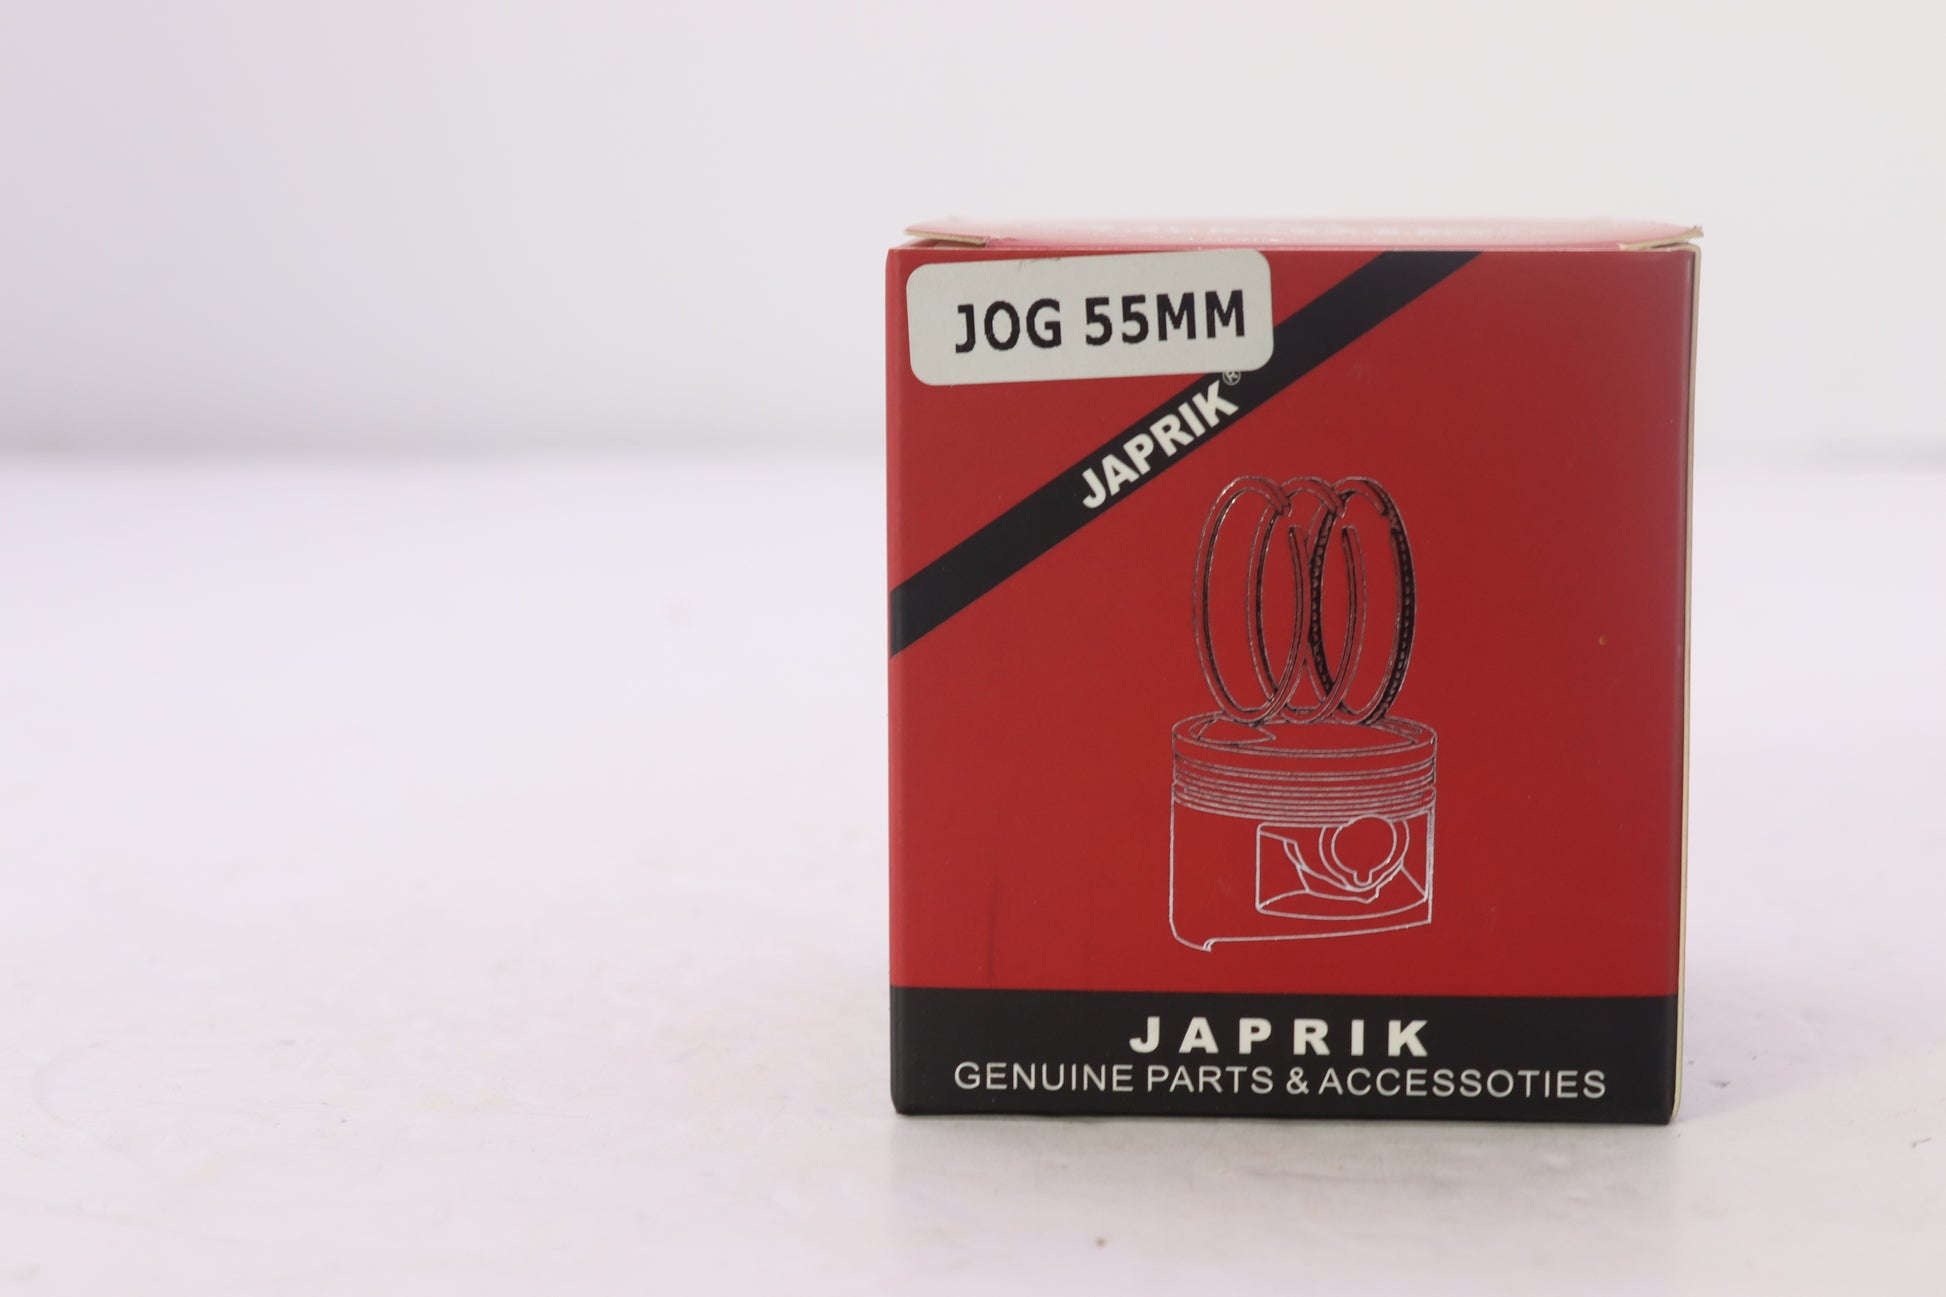 JOG 55MM
JAPRIK®
JAPRIK
GENUINE PARTS & ACCESSOTIES